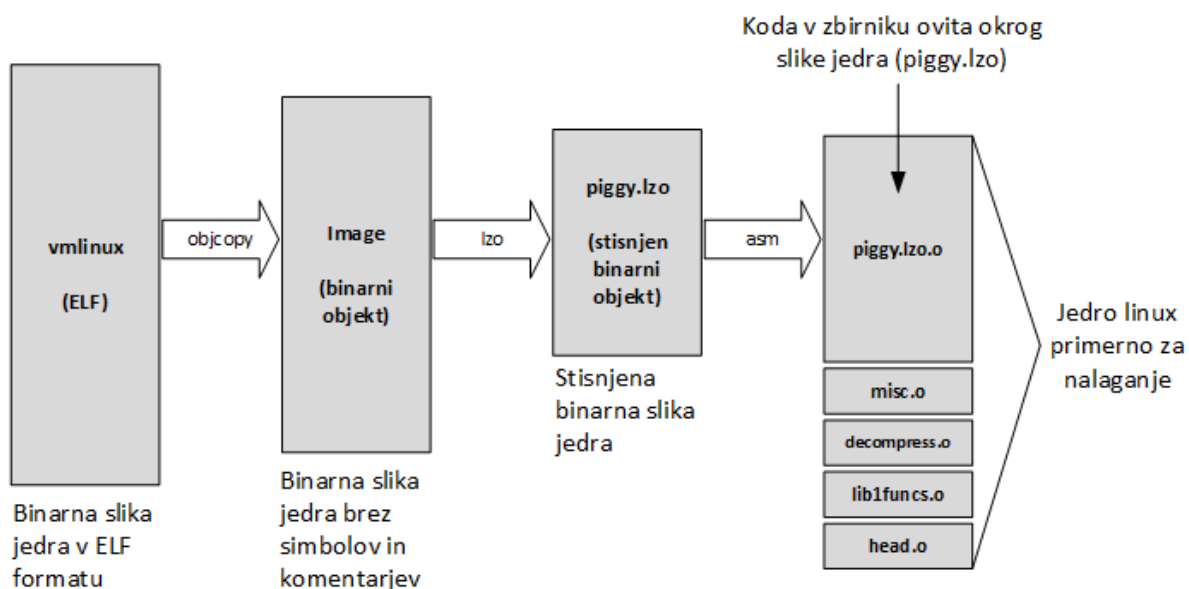 Koda v zbirniku ovita okrog
slike jedra (piggy.lzo)
vmlinux
(ELF)
objcopy
Image
(binarni
objekt)
lzo
piggy.lzo
(stisnjen
binarni
objekt)
asm
piggy.lzo.o
misc.o
decompress.o
lib1funcs.o
head.o
Jedro linux
primerno za
nalaganje
Binarna slika
jedra v ELF
formatu
Binarna slika
jedra brez
simbolov in
komentarjev
Stisnjena
binarna slika
jedra